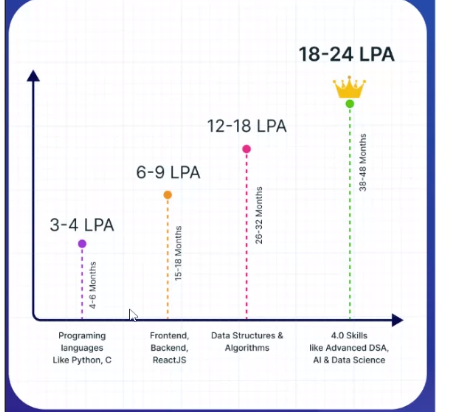 18-24 LPA
12-18 LPA
6-9 LPA
3-4 LPA
4-6 Months
15-18 Months
26-32 Months
38-48 Months
Programing
languages
Like Python, C
Frontend,
Backend,
ReactJS
Data Structures &
Algorithms
4.0 Skills
like Advanced DSA,
AI & Data Science